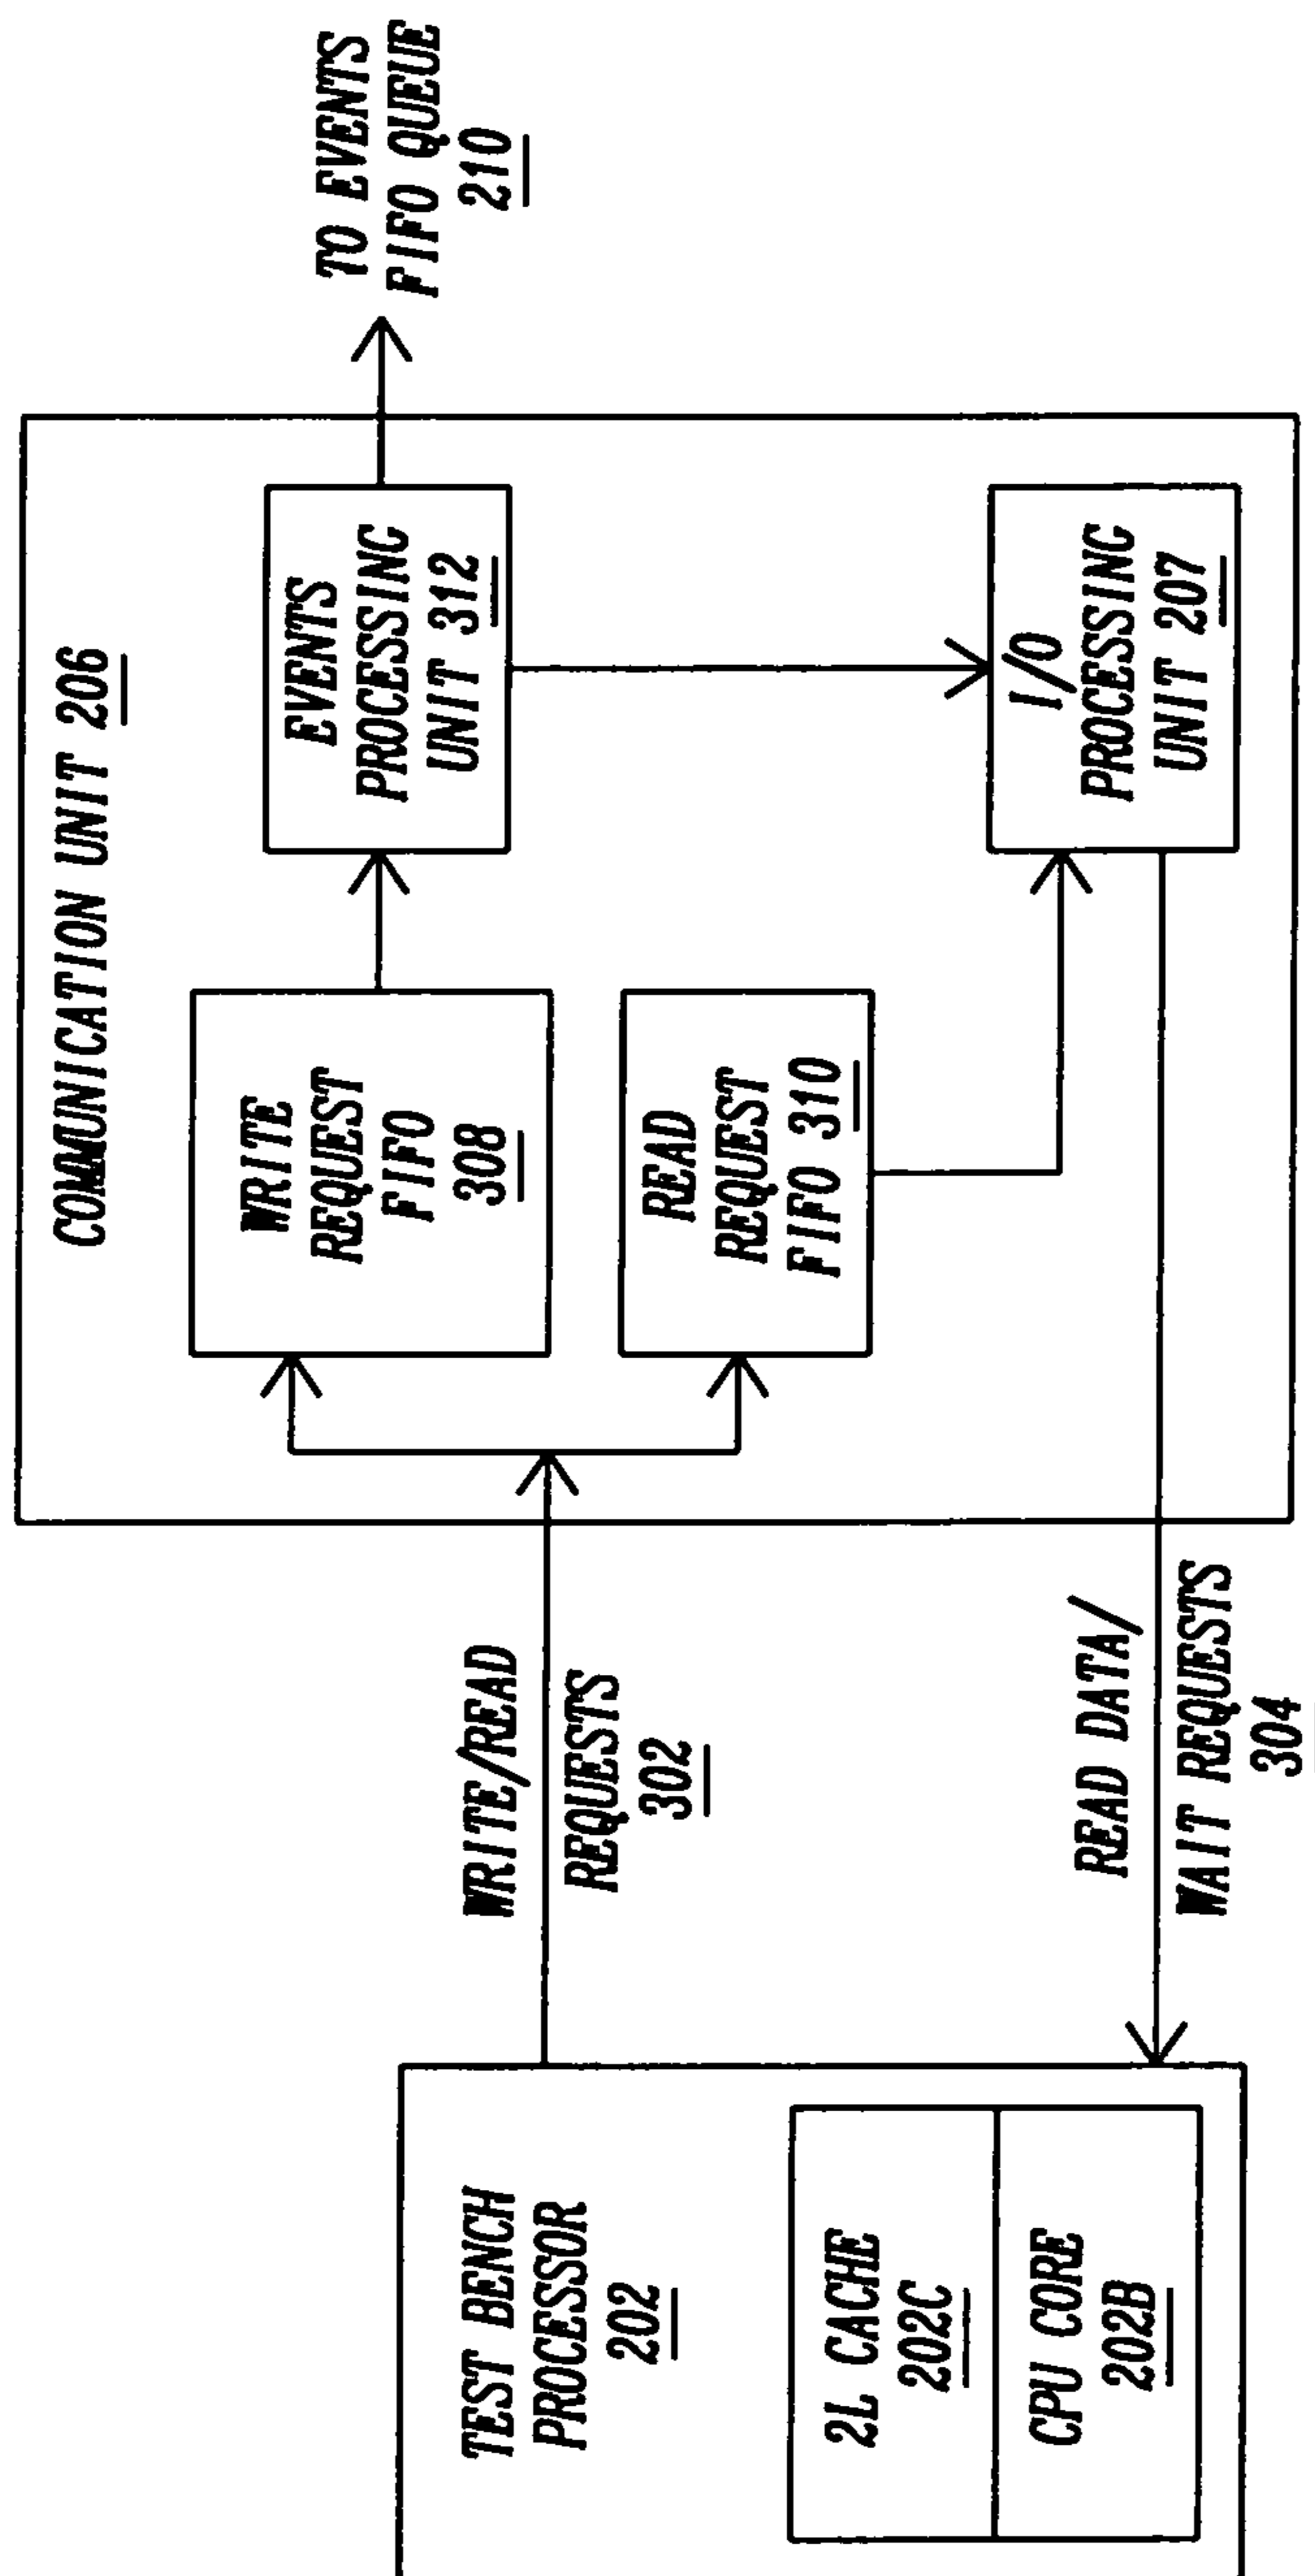 COMMUNICATION UNIT 206
TO EVENTS
FIFO QUEUE
210
WRITE
REQUEST
FIFO
308
EVENTS
PROCESSING
UNIT 312
TEST BENCH
PROCESSOR
202
WRITE/READ
REQUESTS
302
READ
REQUEST
FIFO 310
2L CACHE
202C
CPU CORE
202B
READ DATA/
WAIT REQUESTS
304
I/O
PROCESSING
UNIT 207